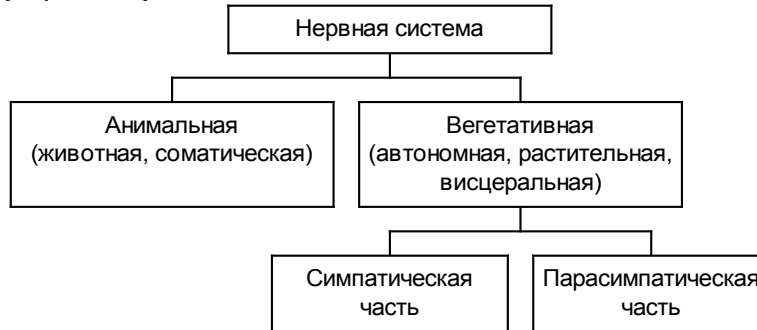 Нервная система
Анимальная
(животная, соматическая)
Вегетативная
(автономная, растительная,
висцеральная)
Симпатическая
часть
Парасимпатическая
часть